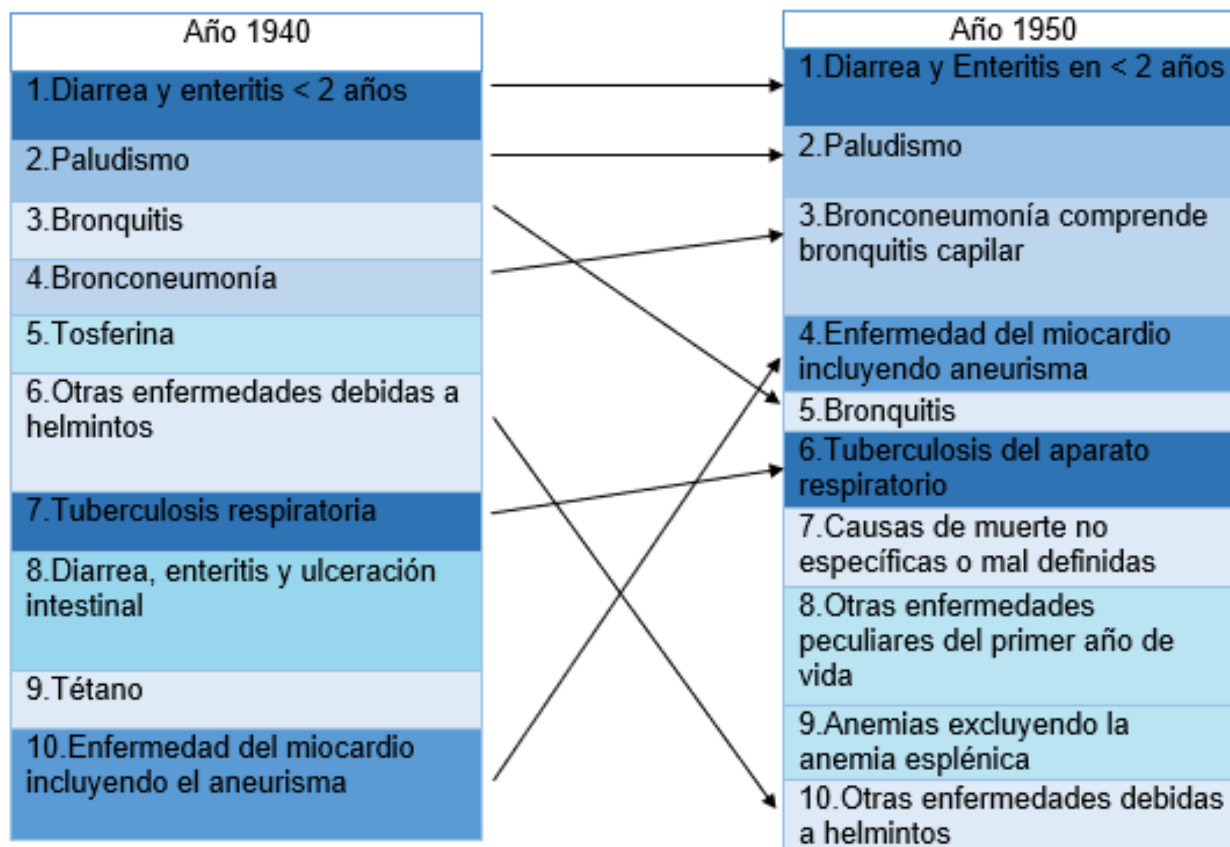 Año 1940
1.Diarrea y enteritis < 2 años
2.Paludismo
3.Bronquitis
4.Bronconeumonía
5.Tosferina
6.Otras enfermedades debidas a
helmintos
7.Tuberculosis respiratoria
8.Diarrea, enteritis y ulceración
intestinal
9.Tétano
10.Enfermedad del miocardio
incluyendo el aneurisma
Año 1950
1.Diarrea y Enteritis en < 2 años
2.Paludismo
3.Bronconeumonía comprende
bronquitis capilar
4.Enfermedad del miocardio
incluyendo aneurisma
5.Bronquitis
6.Tuberculosis del aparato
respiratorio
7.Causas de muerte no
específicas o mal definidas
8.Otras enfermedades
peculiares del primer año de
vida
9.Anemias excluyendo la
anemia esplénica
10.Otras enfermedades debidas
a helmintos